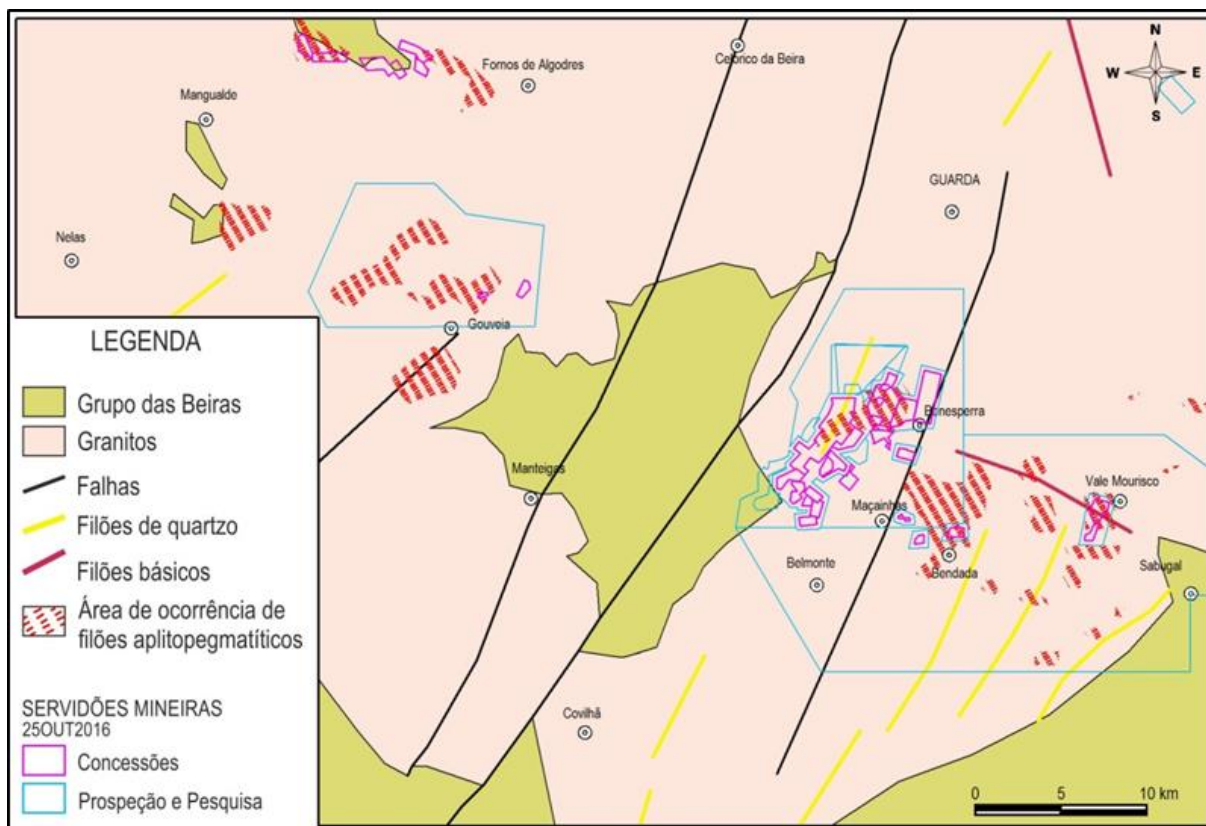 Fornos de Algodres
Celorico da Beira
N
W E
S
Mangualde
GUARDA
Nelas
Gouveia
Benesperra
Manteigas
Vale Mourisco
Maçainhas
Belmonte
Bendada
Sabugal
Covilhã
0 5 10 km
LEGENDA
Grupo das Beiras
Granitos
Falhas
Filões de quartzo
Filões básicos
Área de ocorrência de
filões aplitopegmatíticos
SERVIDÕES MINEIRAS
25OUT2016
Concessões
Prospeção e Pesquisa